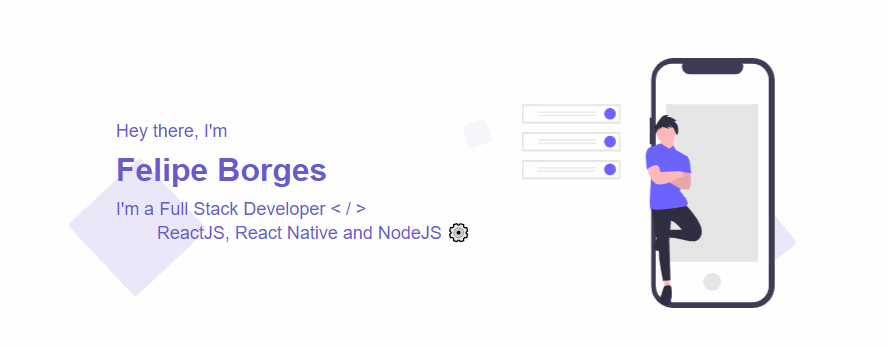 Hey there, I'm
Felipe Borges
I'm a Full Stack Developer < / >
ReactJS, React Native and NodeJS